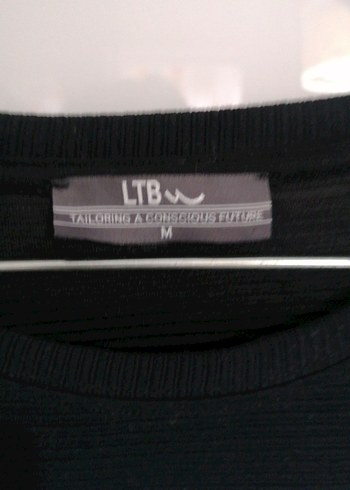 LTB
TAILORING A CONSCIOUS FUTURE
M